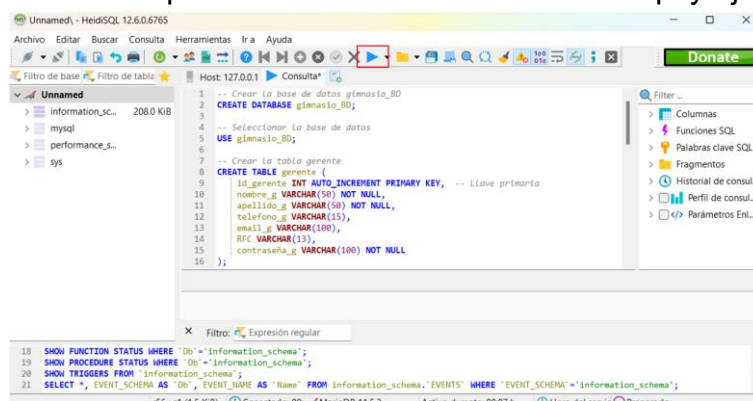 Unnamed\ - HeidiSQL 12.6.0.6765
Archivo Editar Buscar Consulta Herramientas Ir a Ayuda
Donate
Filtro de base Filtro de tabla
Host: 127.0.0.1 Consulta*
Unnamed
information_sc... 208.0 KiB
mysql
performance_s...
sys
1 -- Crear la base de datos gimnasio_BD
2 CREATE DATABASE gimnasio_BD;
3
4 -- Seleccionar la base de datos
5 USE gimnasio_BD;
6
7 -- Crear la tabla gerente
8 CREATE TABLE gerente (
9 id_gerente INT AUTO_INCREMENT PRIMARY KEY, -- Llave primaria
10 nombre_g VARCHAR(50) NOT NULL,
11 apellido_g VARCHAR(50) NOT NULL,
12 telefono_g VARCHAR(15),
13 email_g VARCHAR(100),
14 RFC VARCHAR(13),
15 contraseña_g VARCHAR(100) NOT NULL
16 );
Filter ...
Columnas
Funciones SQL
Palabras clave SQL
Fragmentos
Historial de consul...
Perfil de consul...
Parámetros Enl...
Filtro: Expresión regular
18 SHOW FUNCTION STATUS WHERE `Db`='information_schema';
19 SHOW PROCEDURE STATUS WHERE `Db`='information_schema';
20 SHOW TRIGGERS FROM `information_schema`;
21 SELECT *, EVENT_SCHEMA AS `Db`, EVENT_NAME AS `Name` FROM information_schema.`EVENTS` WHERE `EVENT_SCHEMA`='information_schema';